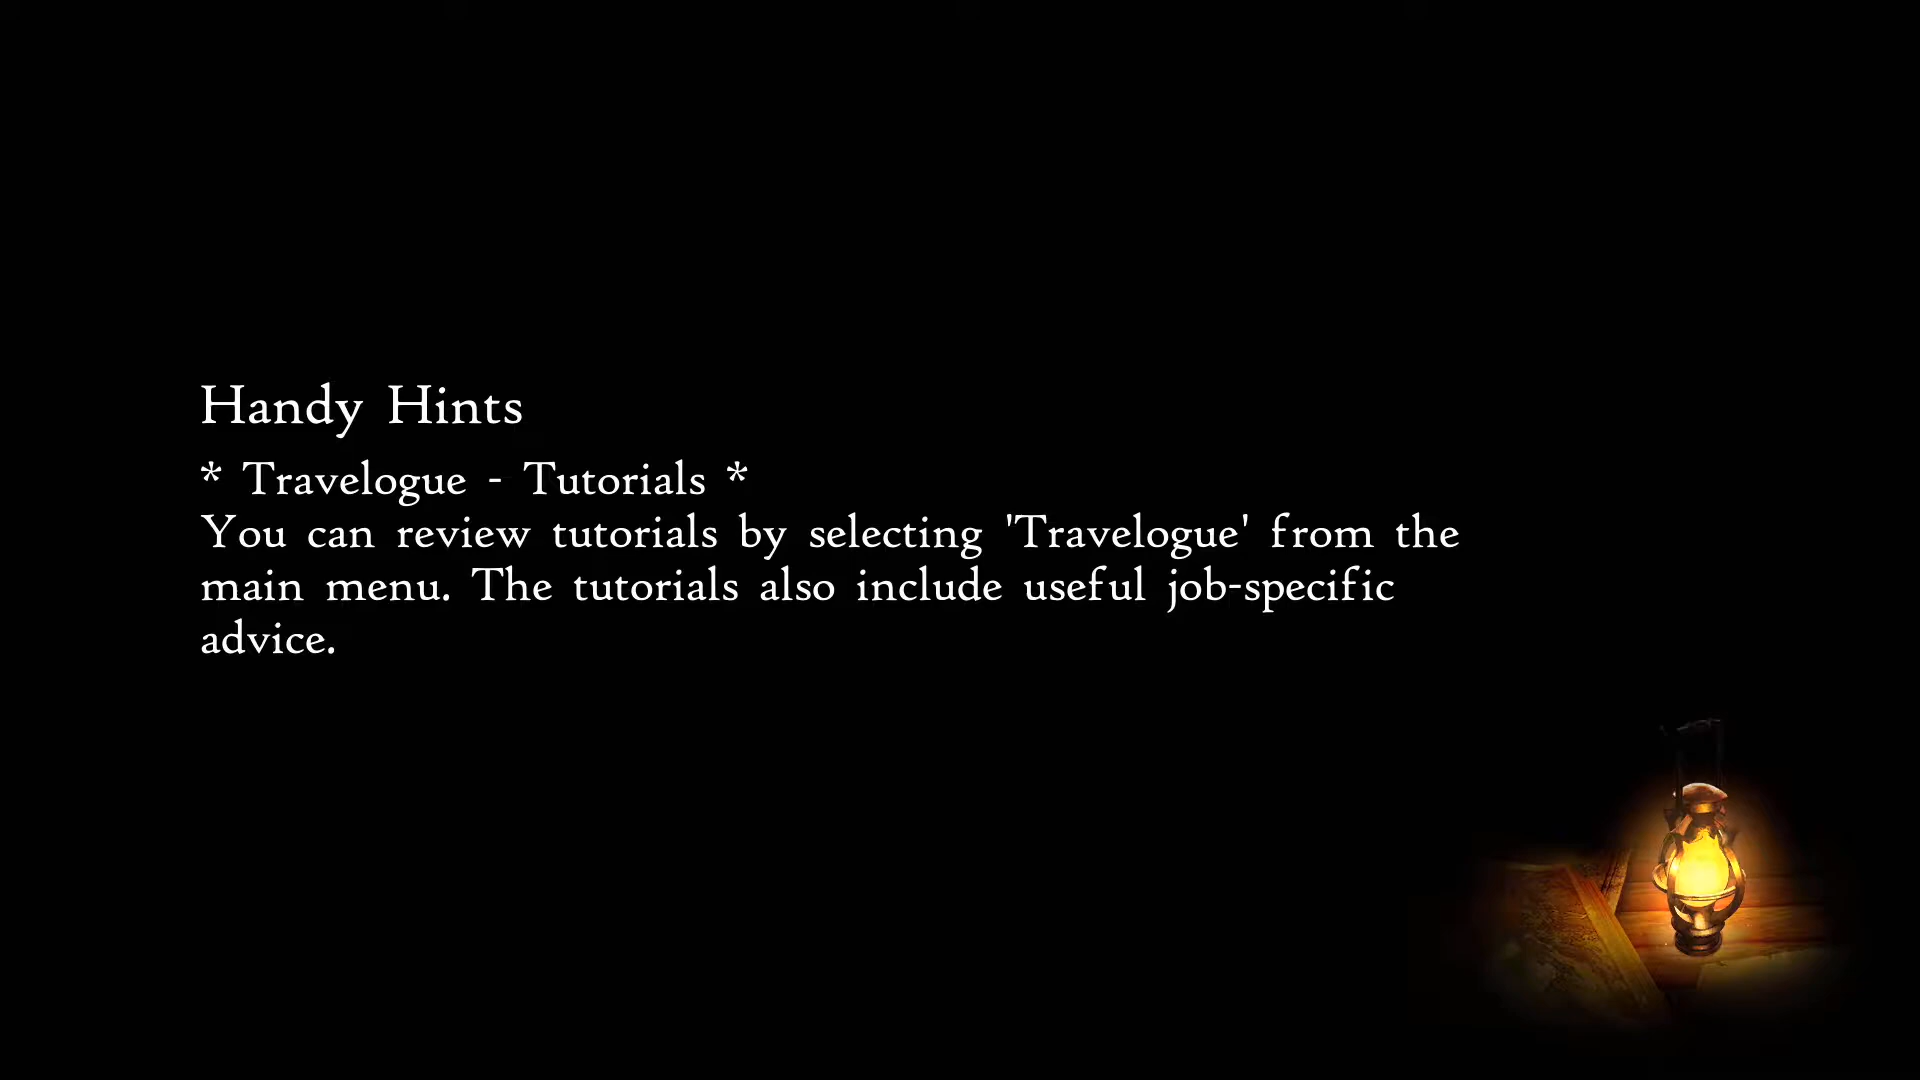 Handy Hints
* Travelogue - Tutorials *
You can review tutorials by selecting 'Travelogue' from the
main menu. The tutorials also include useful job-specific
advice.